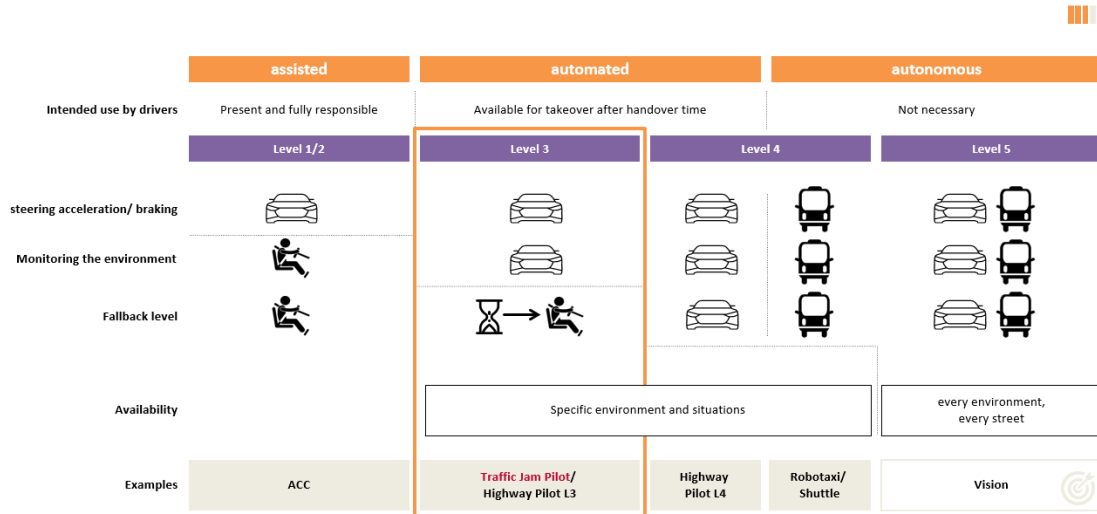 assisted
automated
autonomous
Intended use by drivers
Present and fully responsible
Available for takeover after handover time
Not necessary
Level 1/2
Level 3
Level 4
Level 5
steering acceleration/ braking
Monitoring the environment
Fallback level
Availability
Specific environment and situations
every environment,
every street
Examples
ACC
Traffic Jam Pilot/
Highway Pilot L3
Highway
Pilot L4
Robotaxi/
Shuttle
Vision